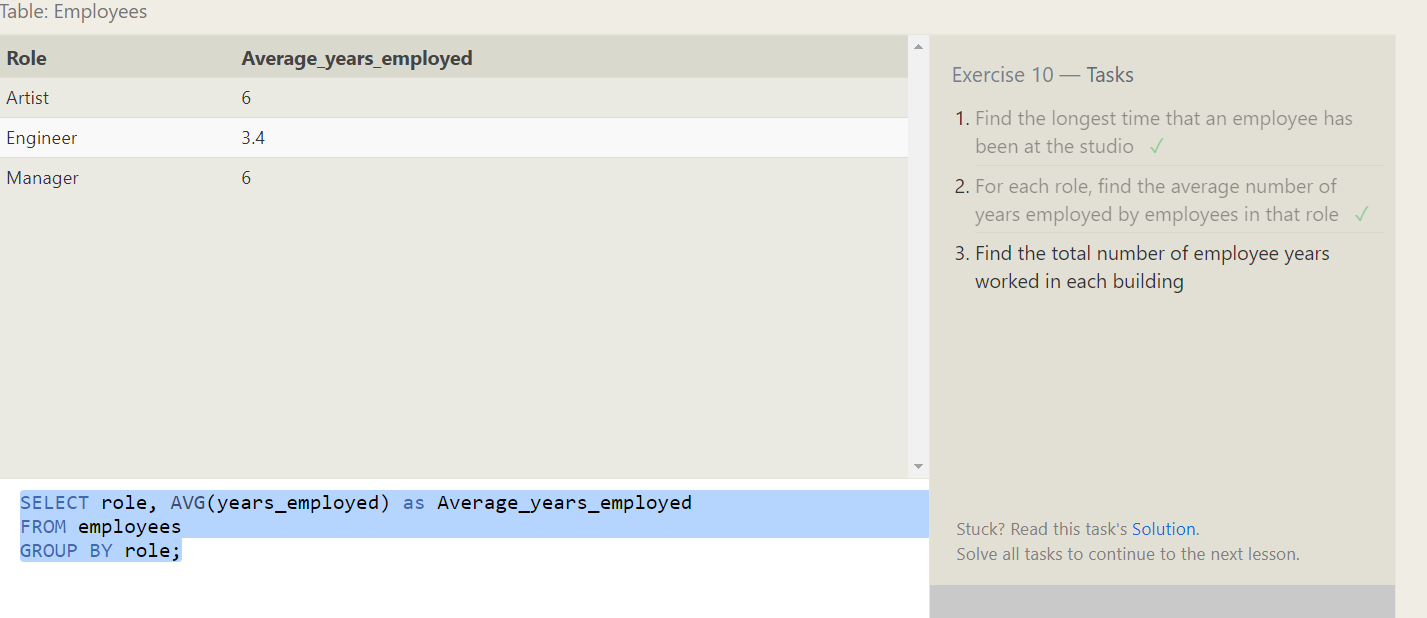 Table: Employees
Role Average_years_employed
Artist 6
Engineer 3.4
Manager 6
SELECT role, AVG(years_employed) as Average_years_employed
FROM employees
GROUP BY role;
Exercise 10 — Tasks
1. Find the longest time that an employee has
been at the studio ✓
2. For each role, find the average number of
years employed by employees in that role ✓
3. Find the total number of employee years
worked in each building
Stuck? Read this task's Solution.
Solve all tasks to continue to the next lesson.